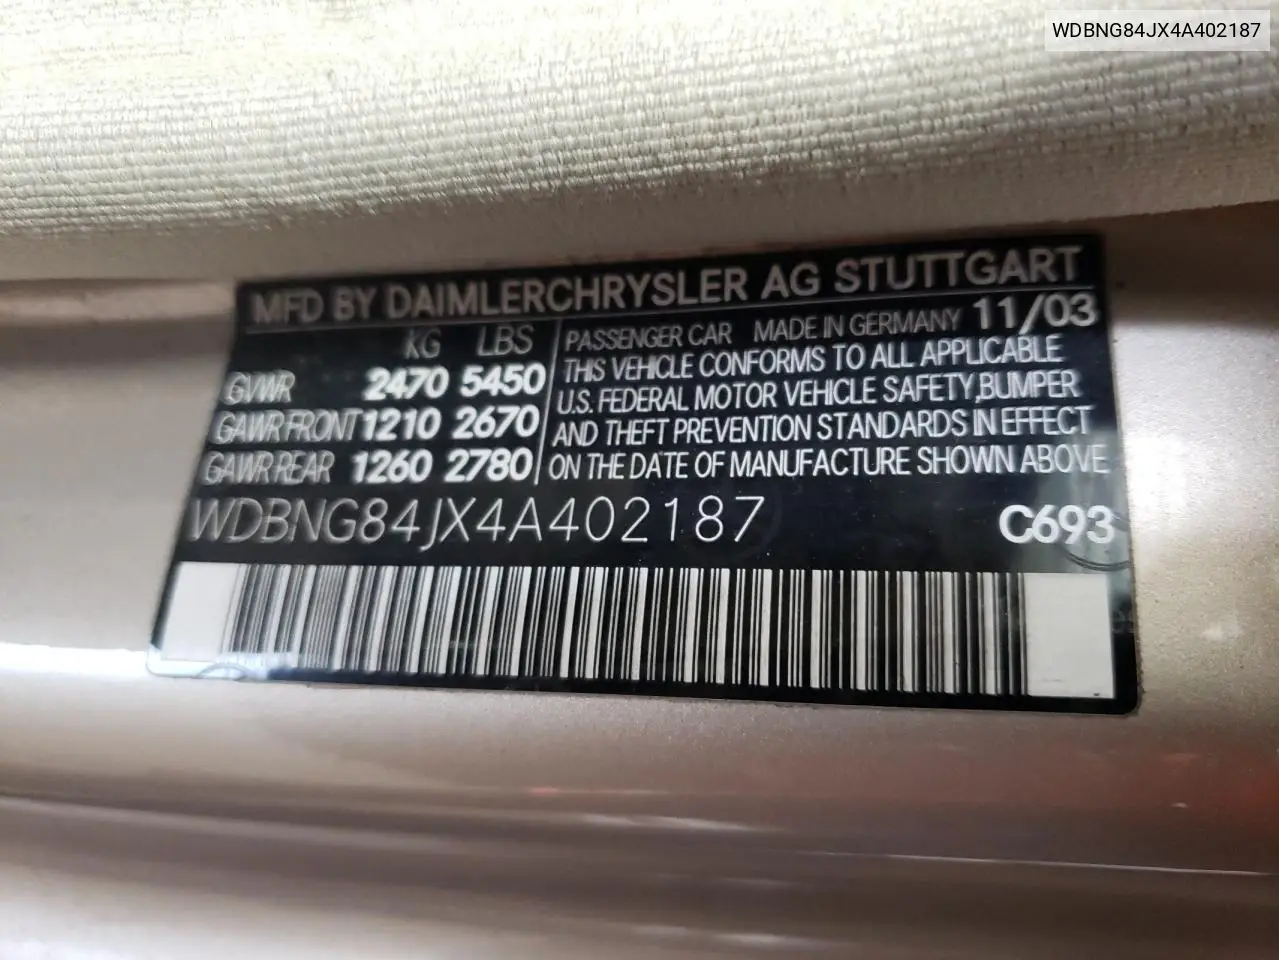 WDBNG84JX4A402187
MFD BY DAIMLERCHRYSLER AG STUTTGART
KG LBS
GVWR 2470 5450
GAWR FRONT 1210 2670
GAWR REAR 1260 2780
PASSENGER CAR MADE IN GERMANY 11/03
THIS VEHICLE CONFORMS TO ALL APPLICABLE
U.S. FEDERAL MOTOR VEHICLE SAFETY,BUMPER
AND THEFT PREVENTION STANDARDS IN EFFECT
ON THE DATE OF MANUFACTURE SHOWN ABOVE
WDBNG84JX4A402187 C693